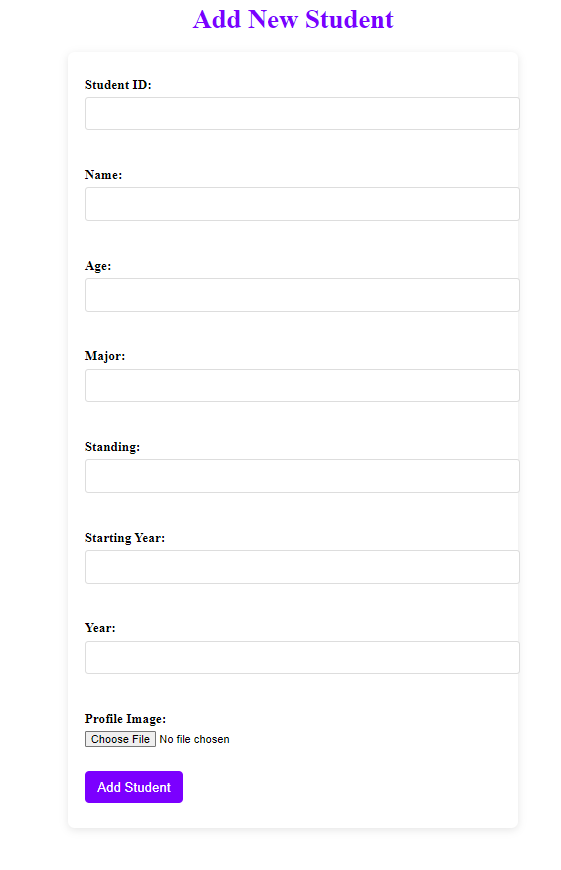 Add New Student
Student ID:
Name:
Age:
Major:
Standing:
Starting Year:
Year:
Profile Image:
Choose File No file chosen
Add Student